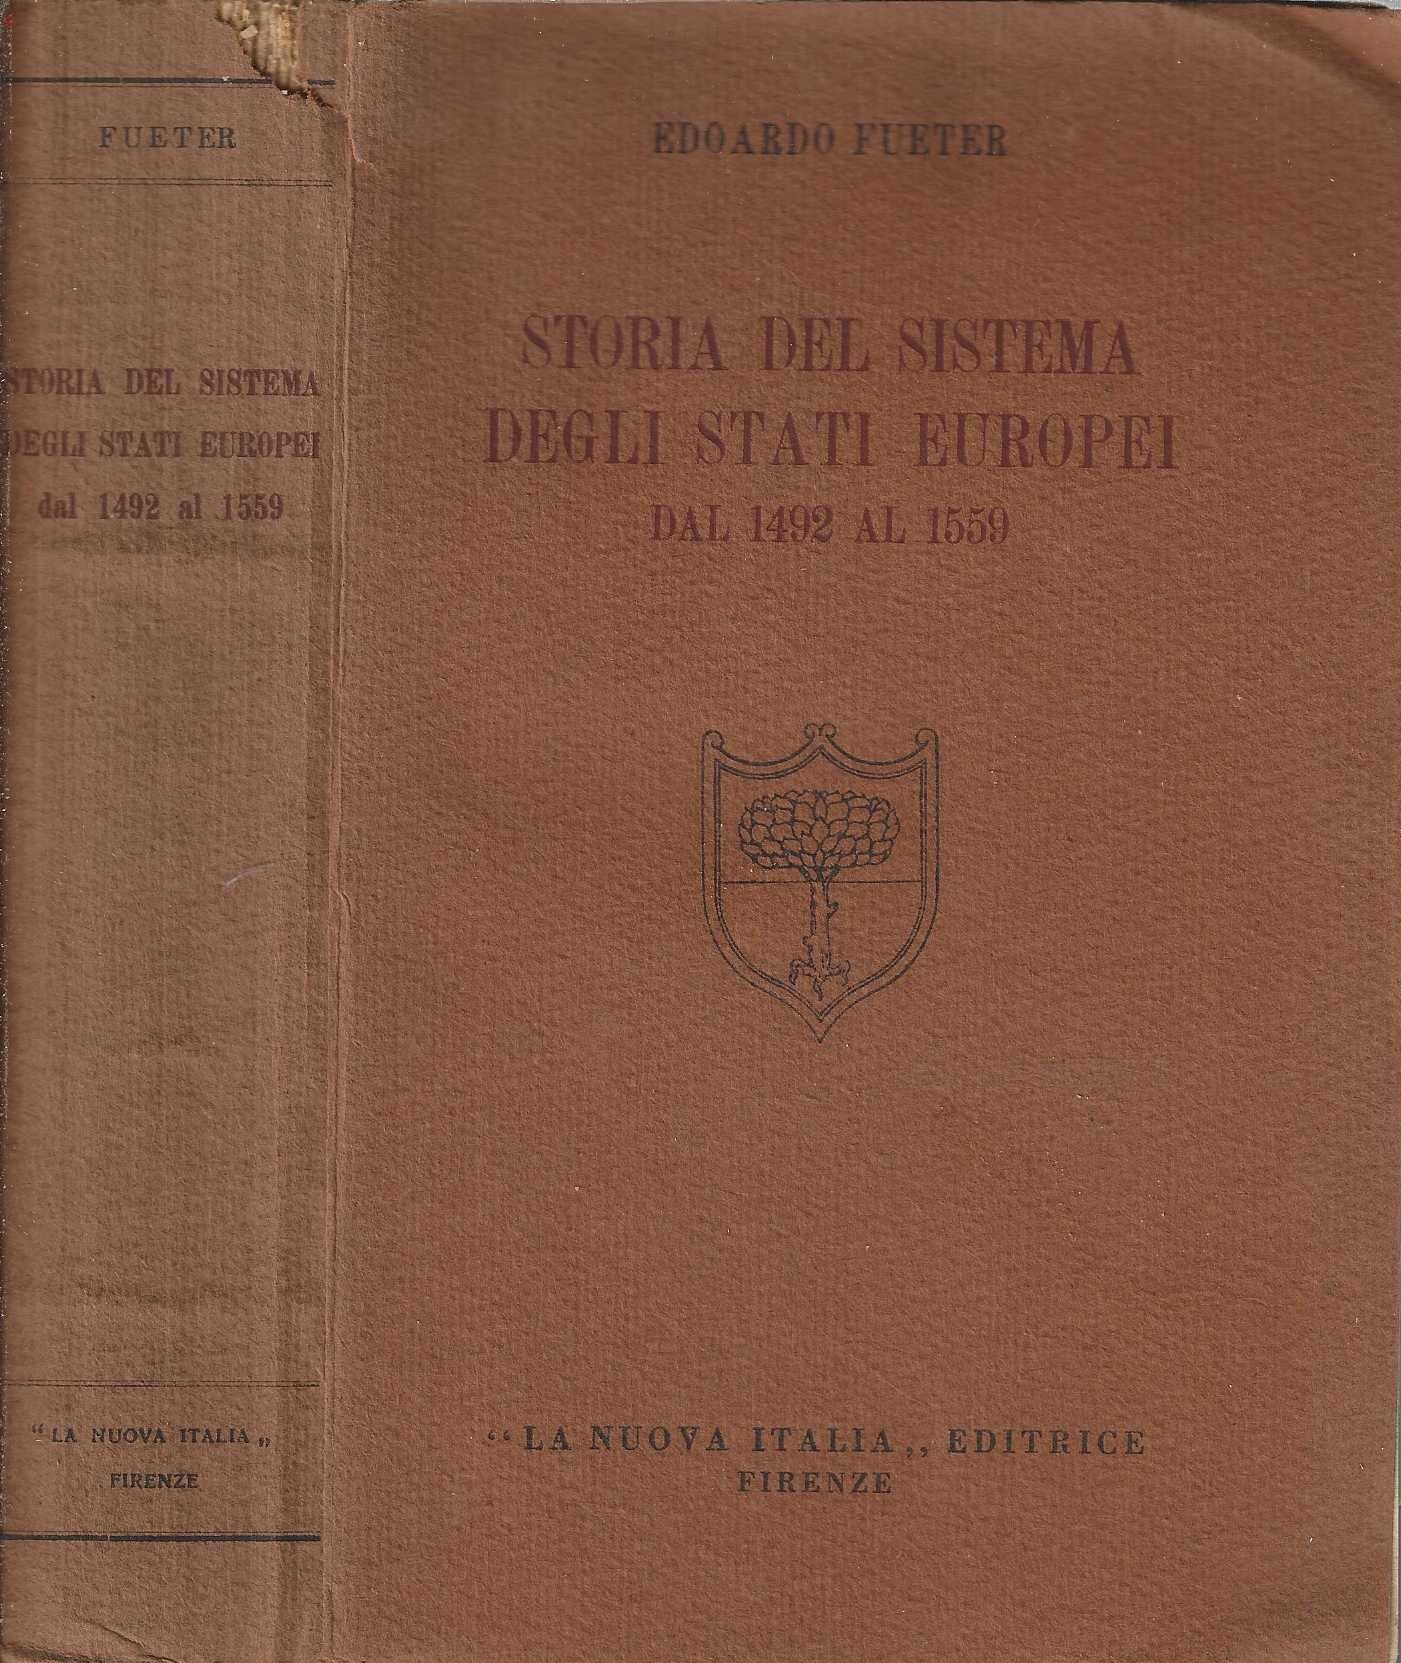 FUETER
STORIA DEL SISTEMA
DEGLI STATI EUROPEI
dal 1492 al 1559
“LA NUOVA ITALIA„
FIRENZE
EDOARDO FUETER
STORIA DEL SISTEMA
DEGLI STATI EUROPEI
DAL 1492 AL 1559
“LA NUOVA ITALIA„ EDITRICE
FIRENZE